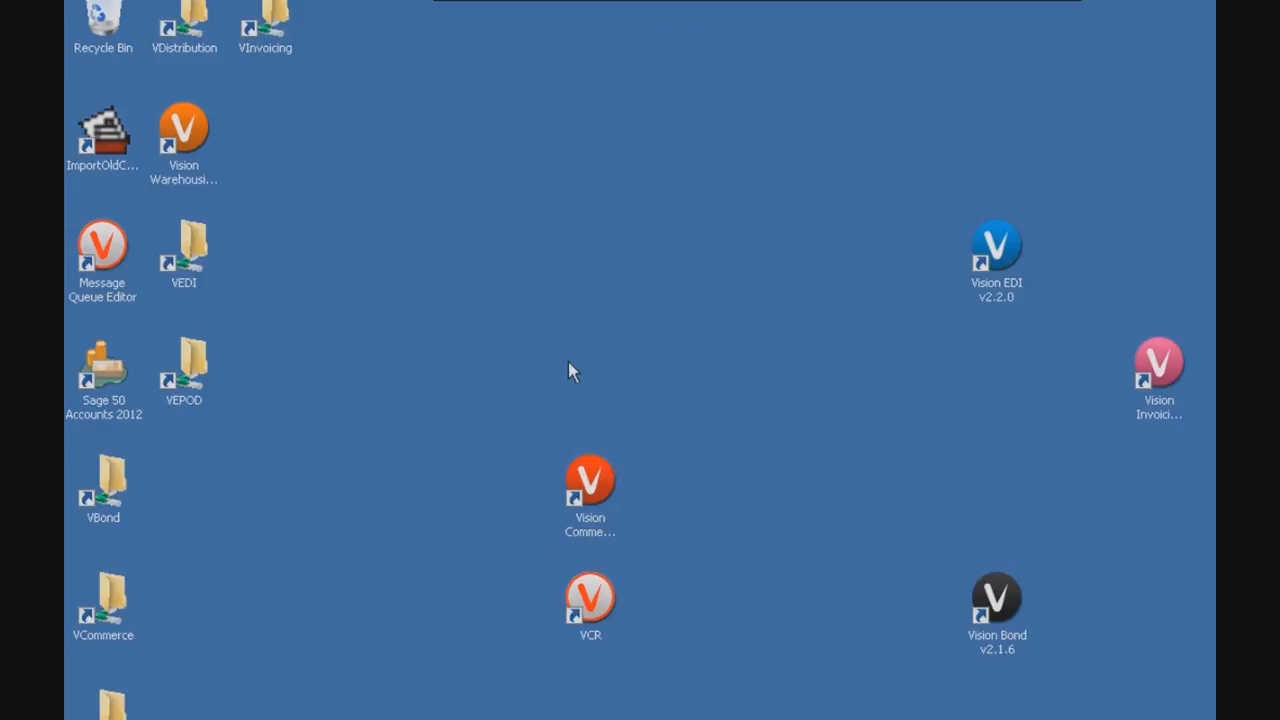 Recycle Bin
VDistribution
VInvoicing
ImportOldC...
Vision
Warehousi...
Message
Queue Editor
VEDI
Vision EDI
v2.2.0
Sage 50
Accounts 2012
VEPOD
Vision
Invoici...
VBond
Vision
Comme...
VCommerce
VCR
Vision Bond
v2.1.6